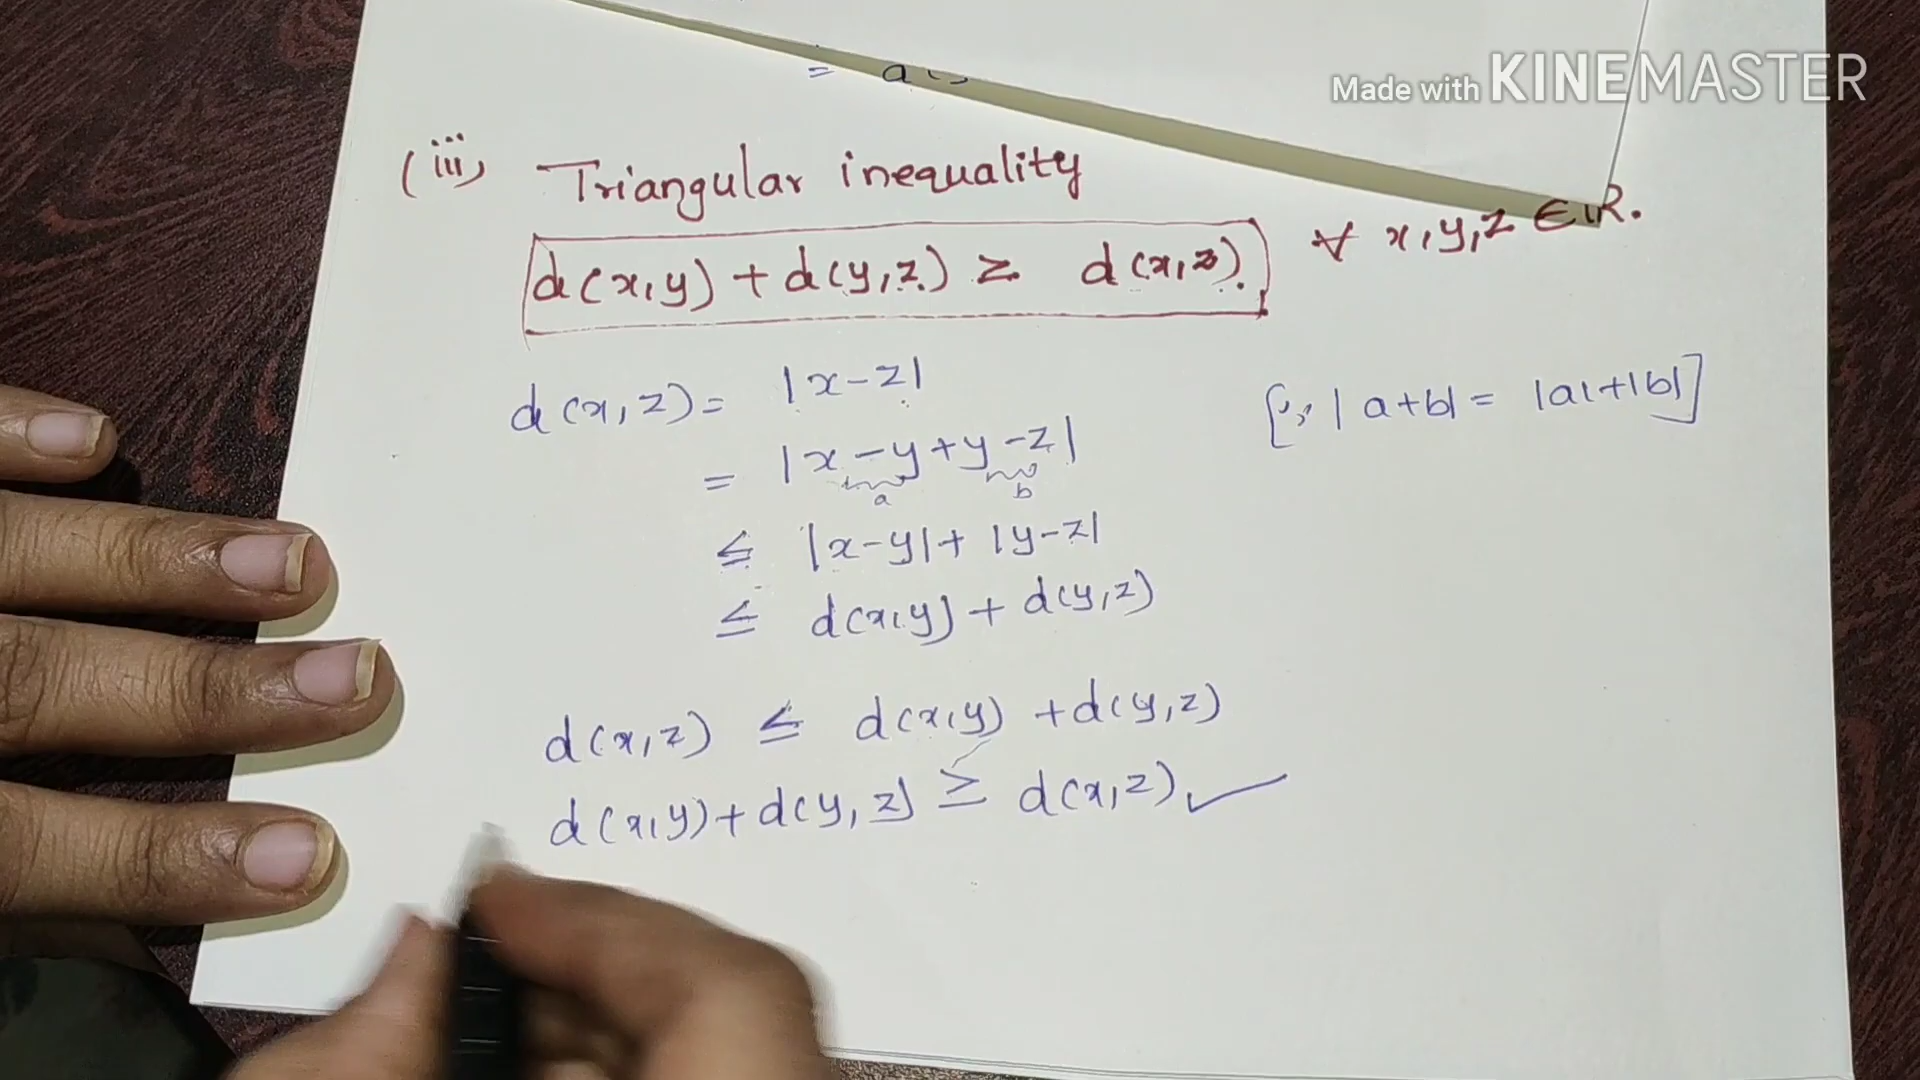 Made with KINEMASTER
(iii) Triangular inequality
d(x,y) + d(y,z) ≥ d(x,z) ∀ x,y,z ∈ R.
d(x,z) = |x-z|
[∵ |a+b| = |a|+|b|]
= |x-y+y-z|
a b
≤ |x-y| + |y-z|
≤ d(x,y) + d(y,z)
d(x,z) ≤ d(x,y) + d(y,z)
d(x,y) + d(y,z) ≥ d(x,z) ✓